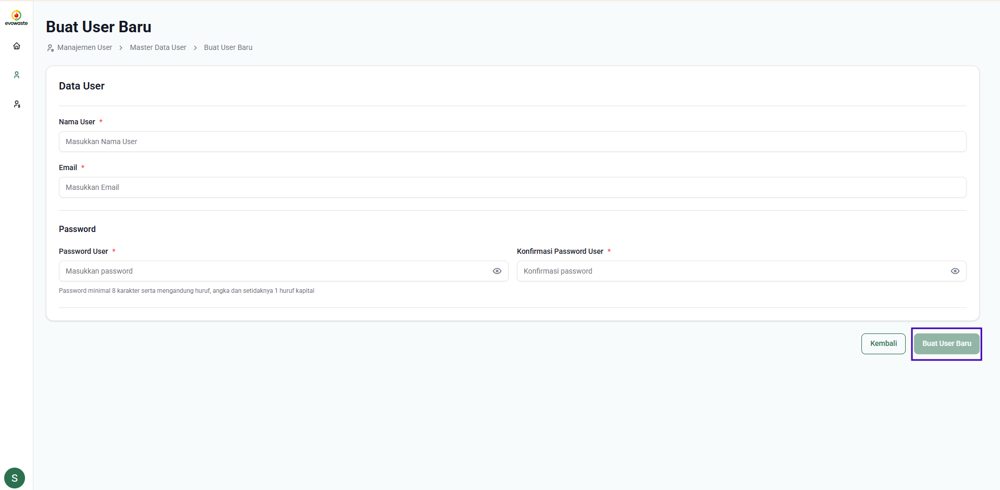 evowaste
Buat User Baru
Manajemen User > Master Data User > Buat User Baru
Data User
Nama User *
Masukkan Nama User
Email *
Masukkan Email
Password
Password User *
Konfirmasi Password User *
Masukkan password
Konfirmasi password
Password minimal 8 karakter serta mengandung huruf, angka dan setidaknya 1 huruf kapital
Kembali
Buat User Baru
S